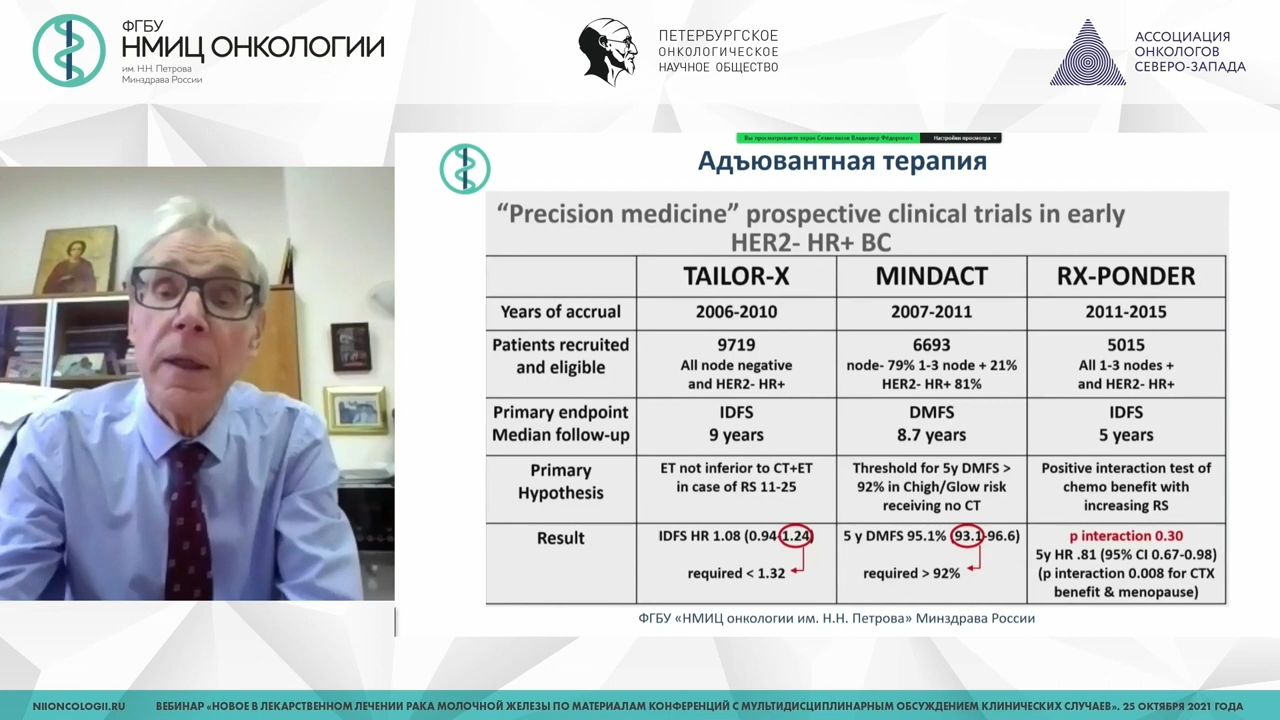 ФГБУ
НМИЦ ОНКОЛОГИИ
им. Н.Н. Петрова
Минздрава России
ПЕТЕРБУРГСКОЕ
ОНКОЛОГИЧЕСКОЕ
НАУЧНОЕ ОБЩЕСТВО
АССОЦИАЦИЯ
ОНКОЛОГОВ
СЕВЕРО-ЗАПАДА
Вы просматриваете экран Семиглазов Владимир Фёдорович Настройки просмотра
Адъювантная терапия
“Precision medicine” prospective clinical trials in early
HER2- HR+ BC
TAILOR-X MINDACT RX-PONDER
Years of accrual 2006-2010 2007-2011 2011-2015
Patients recruited and eligible
9719
All node negative
and HER2- HR+
6693
node- 79% 1-3 node + 21%
HER2- HR+ 81%
5015
All 1-3 nodes +
and HER2- HR+
Primary endpoint IDFS DMFS IDFS
Median follow-up 9 years 8.7 years 5 years
Primary
Hypothesis
ET not inferior to CT+ET
in case of RS 11-25
Threshold for 5y DMFS >
92% in Chigh/Glow risk
receiving no CT
Positive interaction test of
chemo benefit with
increasing RS
Result
IDFS HR 1.08 (0.94-1.24)
required < 1.32
5 y DMFS 95.1% (93.1-96.6)
required > 92%
p interaction 0.30
5y HR .81 (95% CI 0.67-0.98)
(p interaction 0.008 for CTX
benefit & menopause)
ФГБУ «НМИЦ онкологии им. Н.Н. Петрова» Минздрава России
NIIONCOLOGII.RU ВЕБИНАР «НОВОЕ В ЛЕКАРСТВЕННОМ ЛЕЧЕНИИ РАКА МОЛОЧНОЙ ЖЕЛЕЗЫ ПО МАТЕРИАЛАМ КОНФЕРЕНЦИЙ С МУЛЬТИДИСЦИПЛИНАРНЫМ ОБСУЖДЕНИЕМ КЛИНИЧЕСКИХ СЛУЧАЕВ». 25 ОКТЯБРЯ 2021 ГОДА